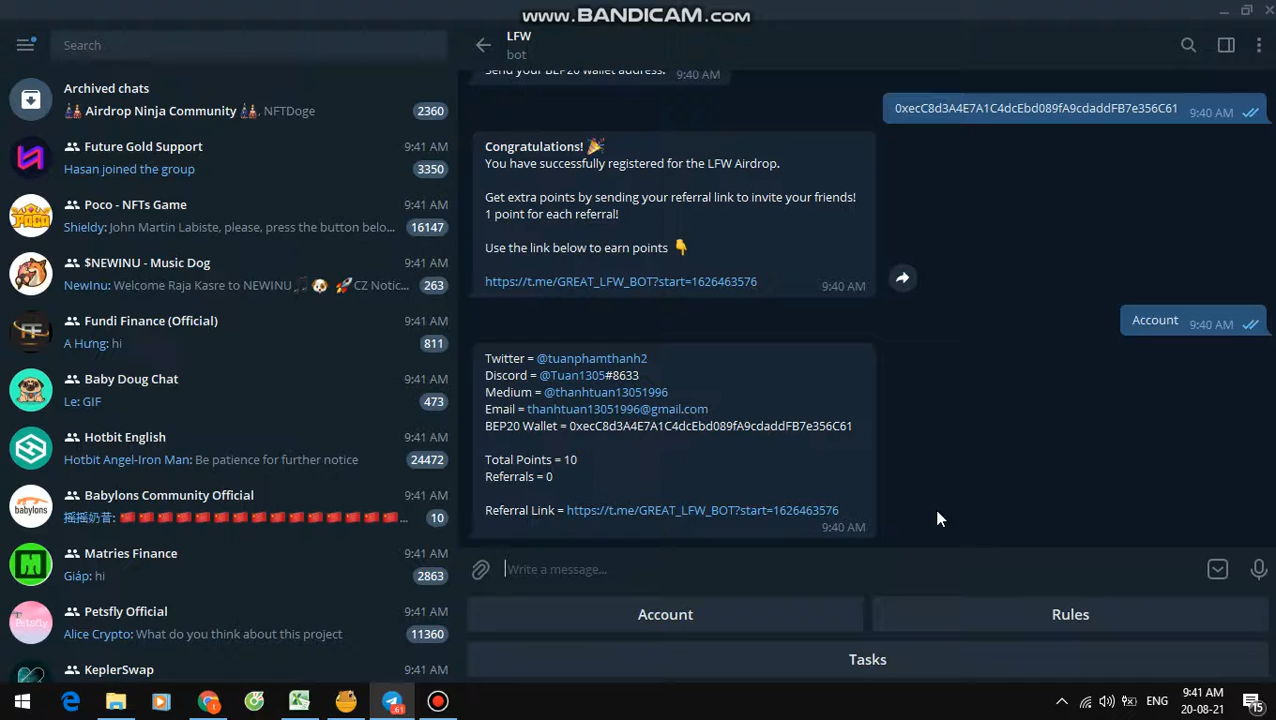 www.BANDICAM.com
Search
Archived chats
Airdrop Ninja Community, NFTDoge
2360
Future Gold Support
9:41 AM
Hasan joined the group
3350
Poco - NFTs Game
9:41 AM
Shieldy: John Martin Labiste, please, press the button belo...
16147
$NEWINU - Music Dog
9:41 AM
NewInu: Welcome Raja Kasre to NEWINU🎵🐶 🚀CZ Notic...
263
Fundi Finance (Official)
9:41 AM
A Hưng: hi
811
Baby Doug Chat
9:41 AM
Le: GIF
473
Hotbit English
9:41 AM
Hotbit Angel-Iron Man: Be patience for further notice
24472
Babylons Community Official
9:41 AM
babylons
10
Matries Finance
9:41 AM
Giáp: hi
2863
Petsfly Official
9:41 AM
Petsfly
Alice Crypto: What do you think about this project
11360
KeplerSwap
9:41 AM
LFW
bot
Send your BEP20 wallet address.
9:40 AM
0xecC8d3A4E7A1C4dcEbd089fA9cdaddFB7e356C61
9:40 AM
Congratulations! 🎉
You have successfully registered for the LFW Airdrop.
Get extra points by sending your referral link to invite your friends!
1 point for each referral!
Use the link below to earn points 👇
https://t.me/GREAT_LFW_BOT?start=1626463576
9:40 AM
Account
9:40 AM
Twitter = @tuanphamthanh2
Discord = @Tuan1305#8633
Medium = @thanhtuan13051996
Email = thanhtuan13051996@gmail.com
BEP20 Wallet = 0xecC8d3A4E7A1C4dcEbd089fA9cdaddFB7e356C61
Total Points = 10
Referrals = 0
Referral Link = https://t.me/GREAT_LFW_BOT?start=1626463576
9:40 AM
Write a message...
Account
Rules
Tasks
61
ENG
9:41 AM
20-08-21
15